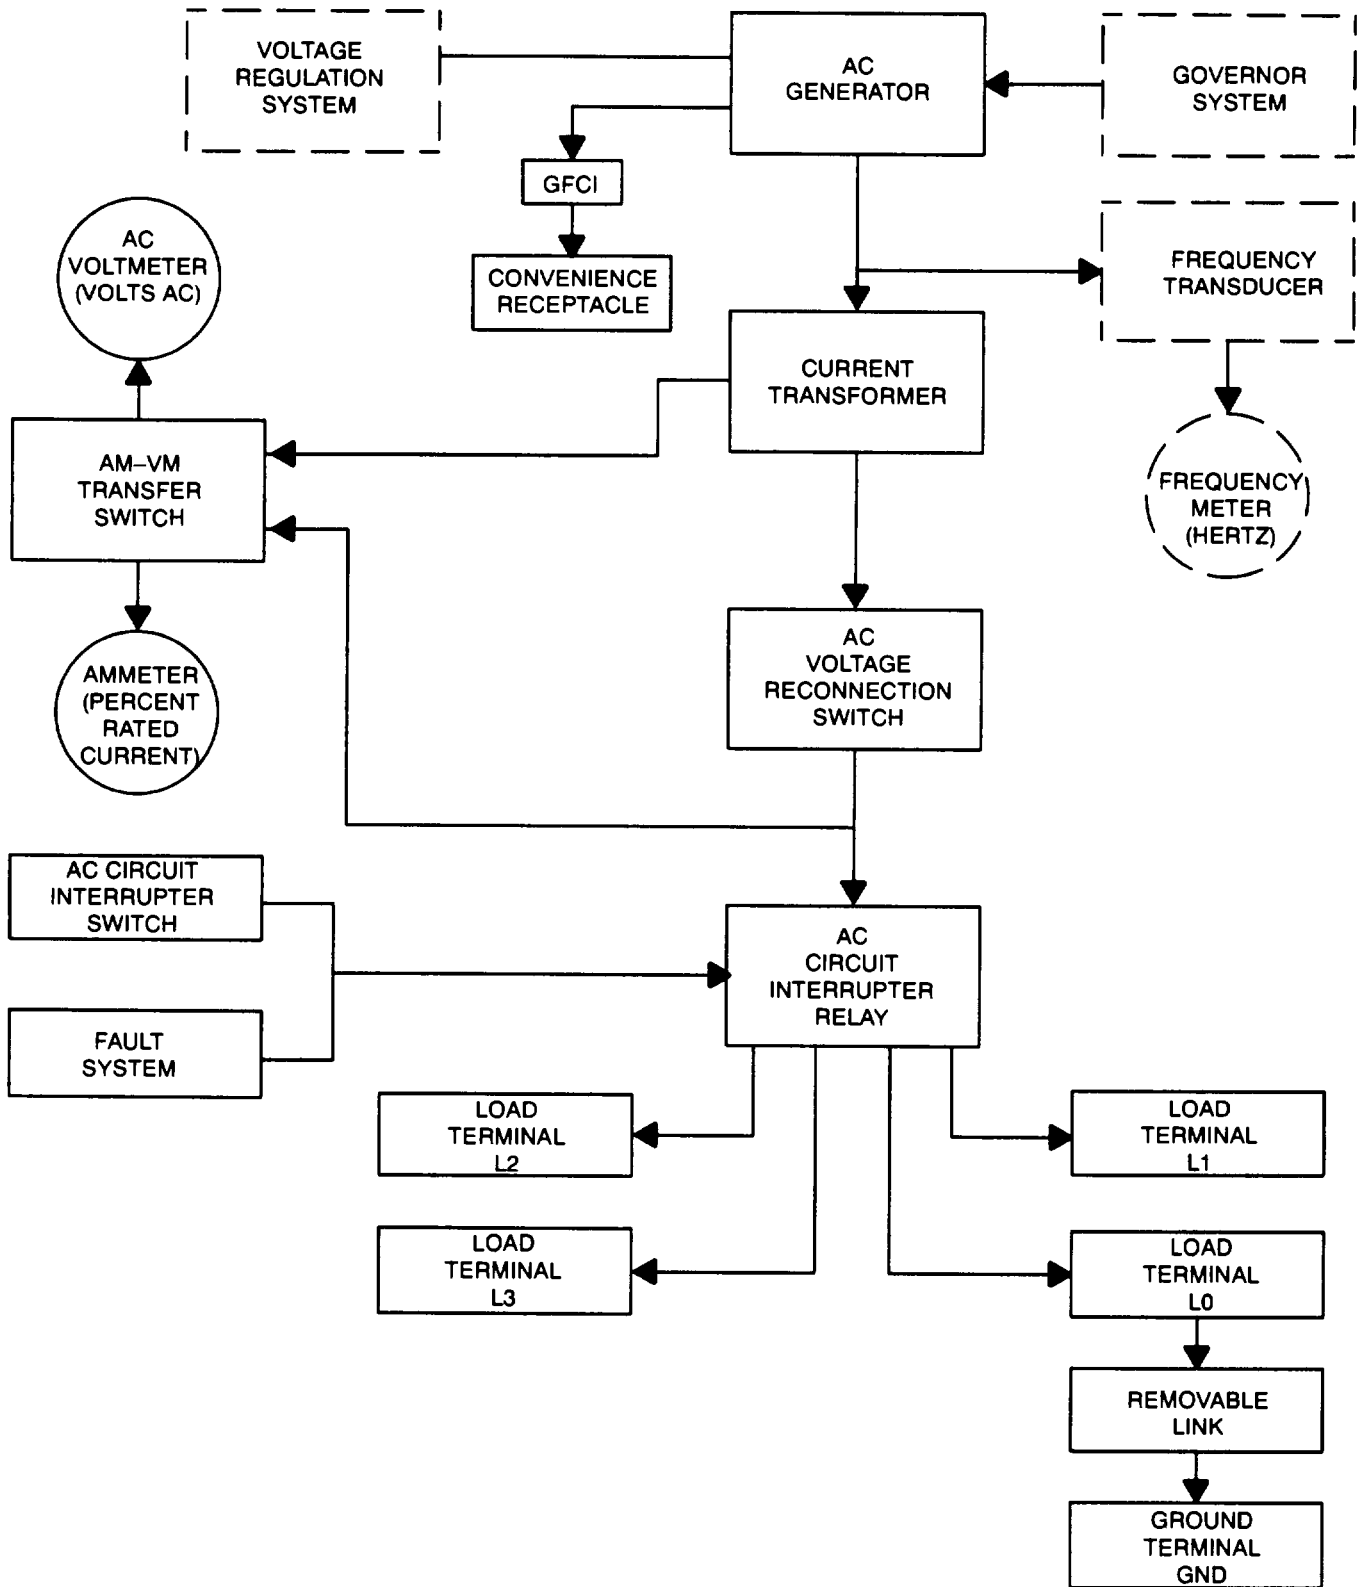 VOLTAGE
REGULATION
SYSTEM
AC
GENERATOR
GOVERNOR
SYSTEM
GFCI
CONVENIENCE
RECEPTACLE
AC
VOLTMETER
(VOLTS AC)
FREQUENCY
TRANSDUCER
CURRENT
TRANSFORMER
AM–VM
TRANSFER
SWITCH
FREQUENCY
METER
(HERTZ)
AMMETER
(PERCENT
RATED
CURRENT)
AC
VOLTAGE
RECONNECTION
SWITCH
AC CIRCUIT
INTERRUPTER
SWITCH
AC
CIRCUIT
INTERRUPTER
RELAY
FAULT
SYSTEM
LOAD
TERMINAL
L2
LOAD
TERMINAL
L1
LOAD
TERMINAL
L3
LOAD
TERMINAL
L0
REMOVABLE
LINK
GROUND
TERMINAL
GND